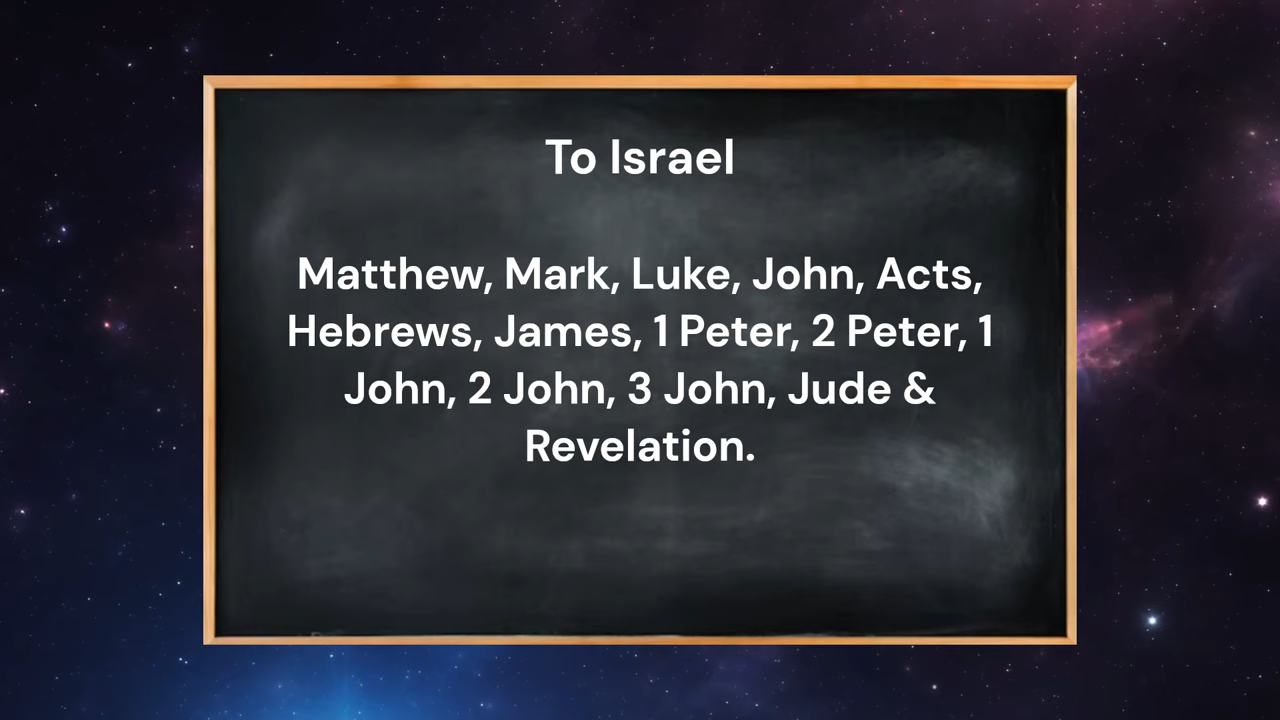 To Israel
Matthew, Mark, Luke, John, Acts,
Hebrews, James, 1 Peter, 2 Peter, 1
John, 2 John, 3 John, Jude &
Revelation.